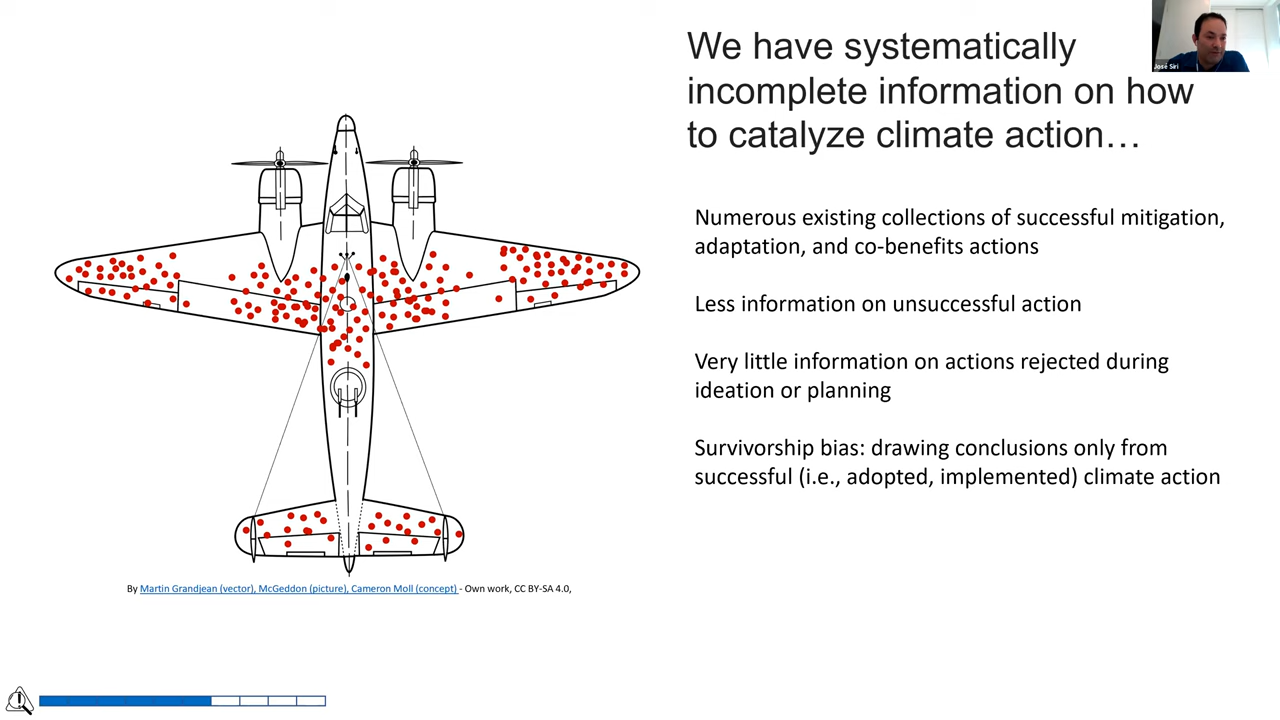 We have systematically
incomplete information on how
to catalyze climate action…
José Siri
Numerous existing collections of successful mitigation,
adaptation, and co-benefits actions
Less information on unsuccessful action
Very little information on actions rejected during
ideation or planning
Survivorship bias: drawing conclusions only from
successful (i.e., adopted, implemented) climate action
By Martin Grandjean (vector), McGeddon (picture), Cameron Moll (concept) - Own work, CC BY-SA 4.0,